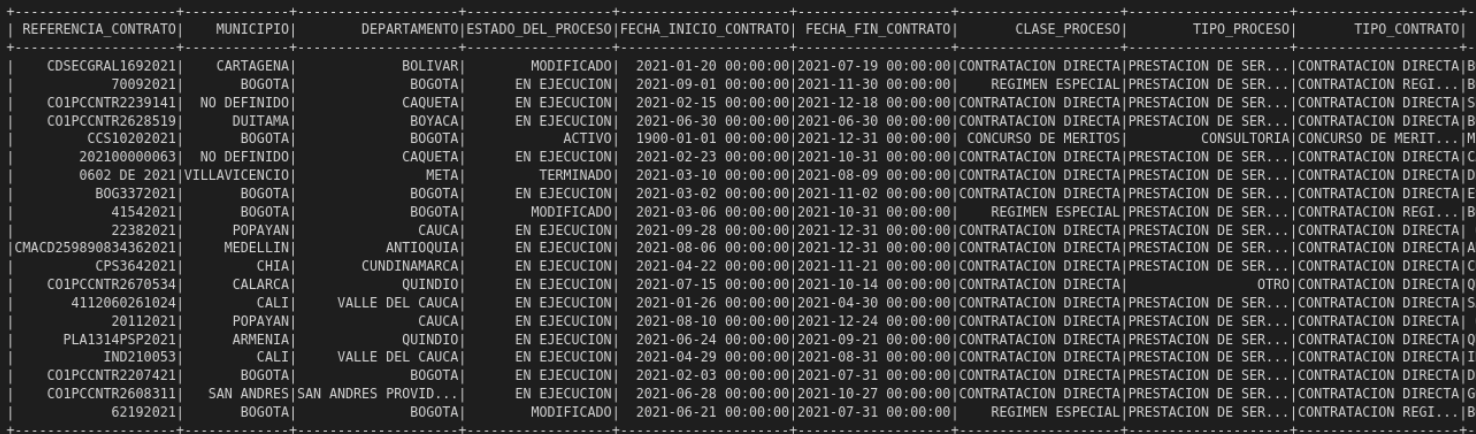 +--------------------+------------+--------------------+------------------+---------------------+-------------------+--------------------+--------------------+--------------------+
| REFERENCIA_CONTRATO|   MUNICIPIO|        DEPARTAMENTO|ESTADO_DEL_PROCESO|FECHA_INICIO_CONTRATO| FECHA_FIN_CONTRATO|       CLASE_PROCESO|        TIPO_PROCESO|       TIPO_CONTRATO|
+--------------------+------------+--------------------+------------------+---------------------+-------------------+--------------------+--------------------+--------------------+
|    CDSECGRAL1692021|   CARTAGENA|             BOLIVAR|        MODIFICADO|  2021-01-20 00:00:00|2021-07-19 00:00:00|CONTRATACION DIRECTA|PRESTACION DE SER...|CONTRATACION DIRECTA|B
|            70092021|      BOGOTA|              BOGOTA|      EN EJECUCION|  2021-09-01 00:00:00|2021-11-30 00:00:00|    REGIMEN ESPECIAL|PRESTACION DE SER...|CONTRATACION REGI...|B
|     CO1PCCNTR2239141| NO DEFINIDO|             CAQUETA|      EN EJECUCION|  2021-02-15 00:00:00|2021-12-18 00:00:00|CONTRATACION DIRECTA|PRESTACION DE SER...|CONTRATACION DIRECTA|S
|    CO1PCCNTR2628519|     DUITAMA|              BOYACA|      EN EJECUCION|  2021-06-30 00:00:00|2021-06-30 00:00:00|CONTRATACION DIRECTA|PRESTACION DE SER...|CONTRATACION DIRECTA|B
|         CCS10202021|      BOGOTA|              BOGOTA|            ACTIVO|  1900-01-01 00:00:00|2021-12-31 00:00:00| CONCURSO DE MERITOS|         CONSULTORIA|CONCURSO DE MERIT...|M
|        202100000063| NO DEFINIDO|             CAQUETA|      EN EJECUCION|  2021-02-23 00:00:00|2021-10-31 00:00:00|CONTRATACION DIRECTA|PRESTACION DE SER...|CONTRATACION DIRECTA|C
|        0602 DE 2021|VILLAVICENCIO|                META|         TERMINADO|  2021-03-10 00:00:00|2021-08-09 00:00:00|CONTRATACION DIRECTA|PRESTACION DE SER...|CONTRATACION DIRECTA|D
|          BOG3372021|      BOGOTA|              BOGOTA|      EN EJECUCION|  2021-03-02 00:00:00|2021-11-02 00:00:00|CONTRATACION DIRECTA|PRESTACION DE SER...|CONTRATACION DIRECTA|E
|            41542021|      BOGOTA|              BOGOTA|        MODIFICADO|  2021-03-06 00:00:00|2021-10-31 00:00:00|    REGIMEN ESPECIAL|PRESTACION DE SER...|CONTRATACION REGI...|B
|            22382021|     POPAYAN|               CAUCA|      EN EJECUCION|  2021-09-28 00:00:00|2021-12-31 00:00:00|CONTRATACION DIRECTA|PRESTACION DE SER...|CONTRATACION DIRECTA|
|CMACD259890834362021|    MEDELLIN|           ANTIOQUIA|      EN EJECUCION|  2021-08-06 00:00:00|2021-12-31 00:00:00|CONTRATACION DIRECTA|PRESTACION DE SER...|CONTRATACION DIRECTA|A
|          CPS3642021|        CHIA|        CUNDINAMARCA|      EN EJECUCION|  2021-04-22 00:00:00|2021-11-21 00:00:00|CONTRATACION DIRECTA|PRESTACION DE SER...|CONTRATACION DIRECTA|C
|    CO1PCCNTR2670534|     CALARCA|             QUINDIO|      EN EJECUCION|  2021-07-15 00:00:00|2021-10-14 00:00:00|CONTRATACION DIRECTA|                OTRO|CONTRATACION DIRECTA|Q
|       4112060261024|        CALI|     VALLE DEL CAUCA|      EN EJECUCION|  2021-01-26 00:00:00|2021-04-30 00:00:00|CONTRATACION DIRECTA|PRESTACION DE SER...|CONTRATACION DIRECTA|S
|            20112021|     POPAYAN|               CAUCA|      EN EJECUCION|  2021-08-10 00:00:00|2021-12-24 00:00:00|CONTRATACION DIRECTA|PRESTACION DE SER...|CONTRATACION DIRECTA|
|      PLA1314PSP2021|     ARMENIA|             QUINDIO|      EN EJECUCION|  2021-06-24 00:00:00|2021-09-21 00:00:00|CONTRATACION DIRECTA|PRESTACION DE SER...|CONTRATACION DIRECTA|Q
|           IND210053|        CALI|     VALLE DEL CAUCA|      EN EJECUCION|  2021-04-29 00:00:00|2021-08-31 00:00:00|CONTRATACION DIRECTA|PRESTACION DE SER...|CONTRATACION DIRECTA|I
|    CO1PCCNTR2207421|      BOGOTA|              BOGOTA|      EN EJECUCION|  2021-02-03 00:00:00|2021-07-31 00:00:00|CONTRATACION DIRECTA|PRESTACION DE SER...|CONTRATACION DIRECTA|D
|    CO1PCCNTR2608311|  SAN ANDRES|SAN ANDRES PROVID...|      EN EJECUCION|  2021-06-28 00:00:00|2021-10-27 00:00:00|CONTRATACION DIRECTA|PRESTACION DE SER...|CONTRATACION DIRECTA|G
|            62192021|      BOGOTA|              BOGOTA|        MODIFICADO|  2021-06-21 00:00:00|2021-07-31 00:00:00|    REGIMEN ESPECIAL|PRESTACION DE SER...|CONTRATACION REGI...|B
+--------------------+------------+--------------------+------------------+---------------------+-------------------+--------------------+--------------------+--------------------+